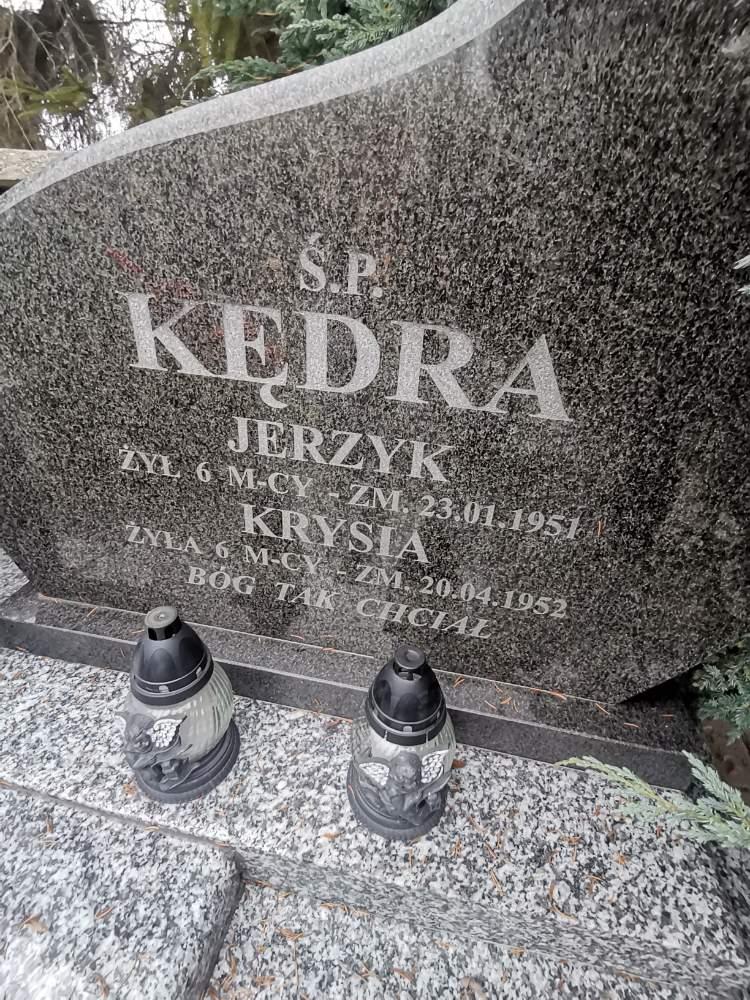 Ś.P.
KĘDRA
JERZYK
ŻYŁ 6 M-CY - ZM. 23.01.1951
KRYSIA
ŻYŁA 6 M-CY - ZM. 20.04.1952
BÓG TAK CHCIAŁ